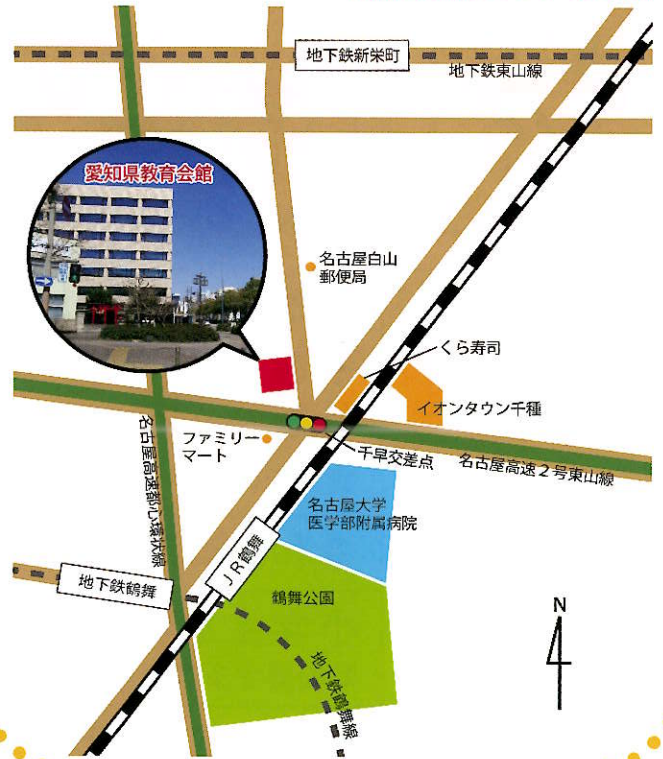 地下鉄新栄町
地下鉄東山線
愛知県教育会館
名古屋白山
郵便局
くら寿司
イオンタウン千種
ファミリー
マート
千早交差点
名古屋高速2号東山線
名古屋高速都心環状線
名古屋大学
医学部附属病院
JR鶴舞
地下鉄鶴舞
鶴舞公園
地下鉄鶴舞線
N